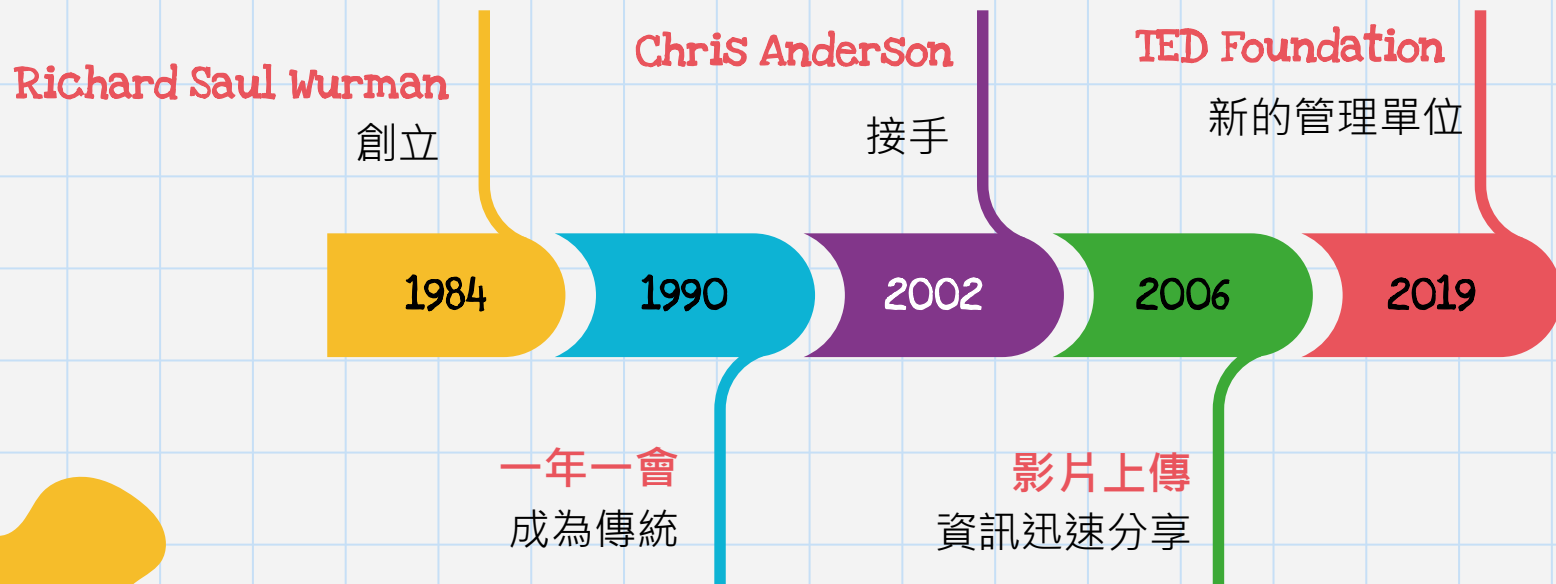 Richard Saul Wurman
創立
Chris Anderson
接手
TED Foundation
新的管理單位
1984
1990
2002
2006
2019
一年一會
成為傳統
影片上傳
資訊迅速分享